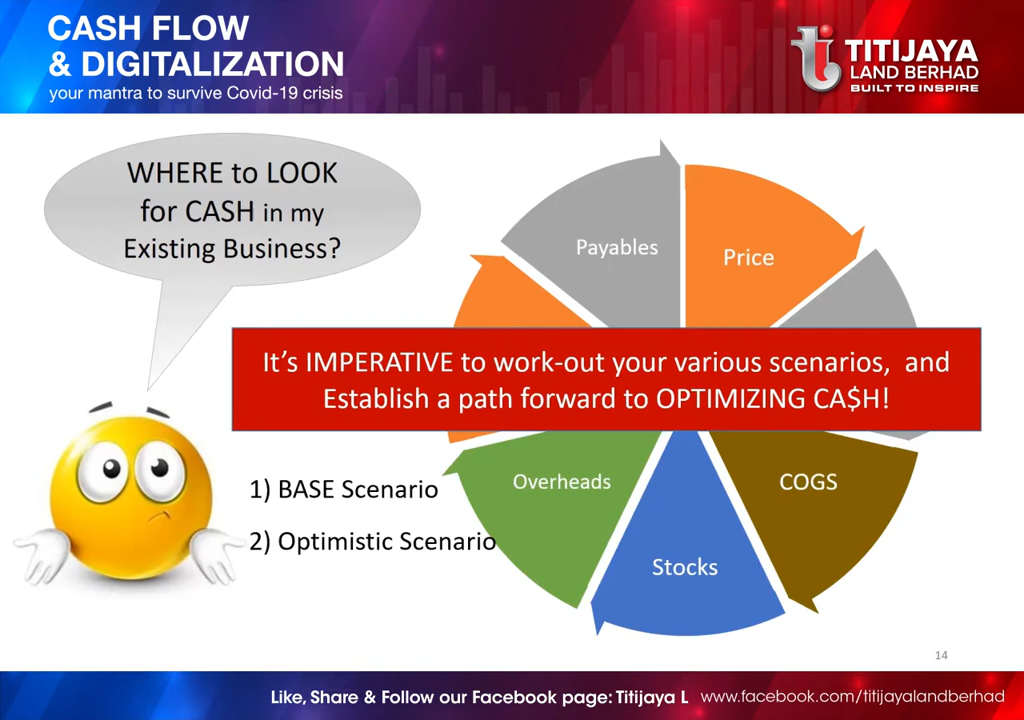 CASH FLOW
& DIGITALIZATION
your mantra to survive Covid-19 crisis
TITIJAYA
LAND BERHAD
BUILT TO INSPIRE
WHERE to LOOK
for CASH in my
Existing Business?
Payables
Price
It's IMPERATIVE to work-out your various scenarios, and
Establish a path forward to OPTIMIZING CA$H!
1) BASE Scenario
2) Optimistic Scenario
Overheads
COGS
Stocks
14
Like, Share & Follow our Facebook page: Titijaya L www.facebook.com/titijayalandberhad